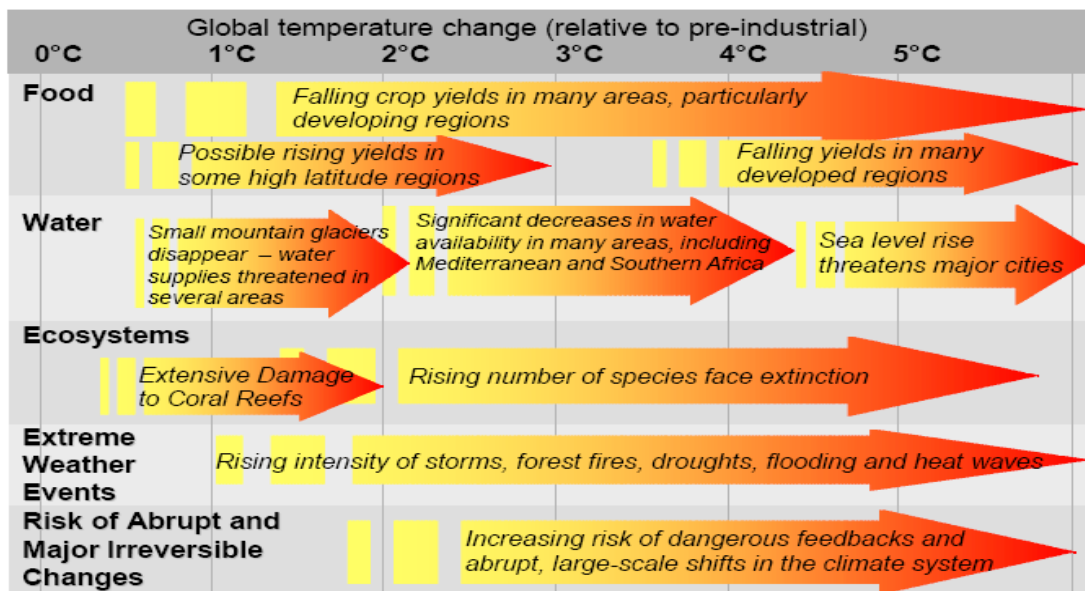 Global temperature change (relative to pre-industrial)
0°C 1°C 2°C 3°C 4°C 5°C
Food
Falling crop yields in many areas, particularly
developing regions
Possible rising yields in
some high latitude regions
Falling yields in many
developed regions
Water
Small mountain glaciers
disappear – water
supplies threatened in
several areas
Significant decreases in water
availability in many areas, including
Mediterranean and Southern Africa
Sea level rise
threatens major cities
Ecosystems
Extensive Damage
to Coral Reefs
Rising number of species face extinction
Extreme
Weather
Events
Rising intensity of storms, forest fires, droughts, flooding and heat waves
Risk of Abrupt and
Major Irreversible
Changes
Increasing risk of dangerous feedbacks and
abrupt, large-scale shifts in the climate system